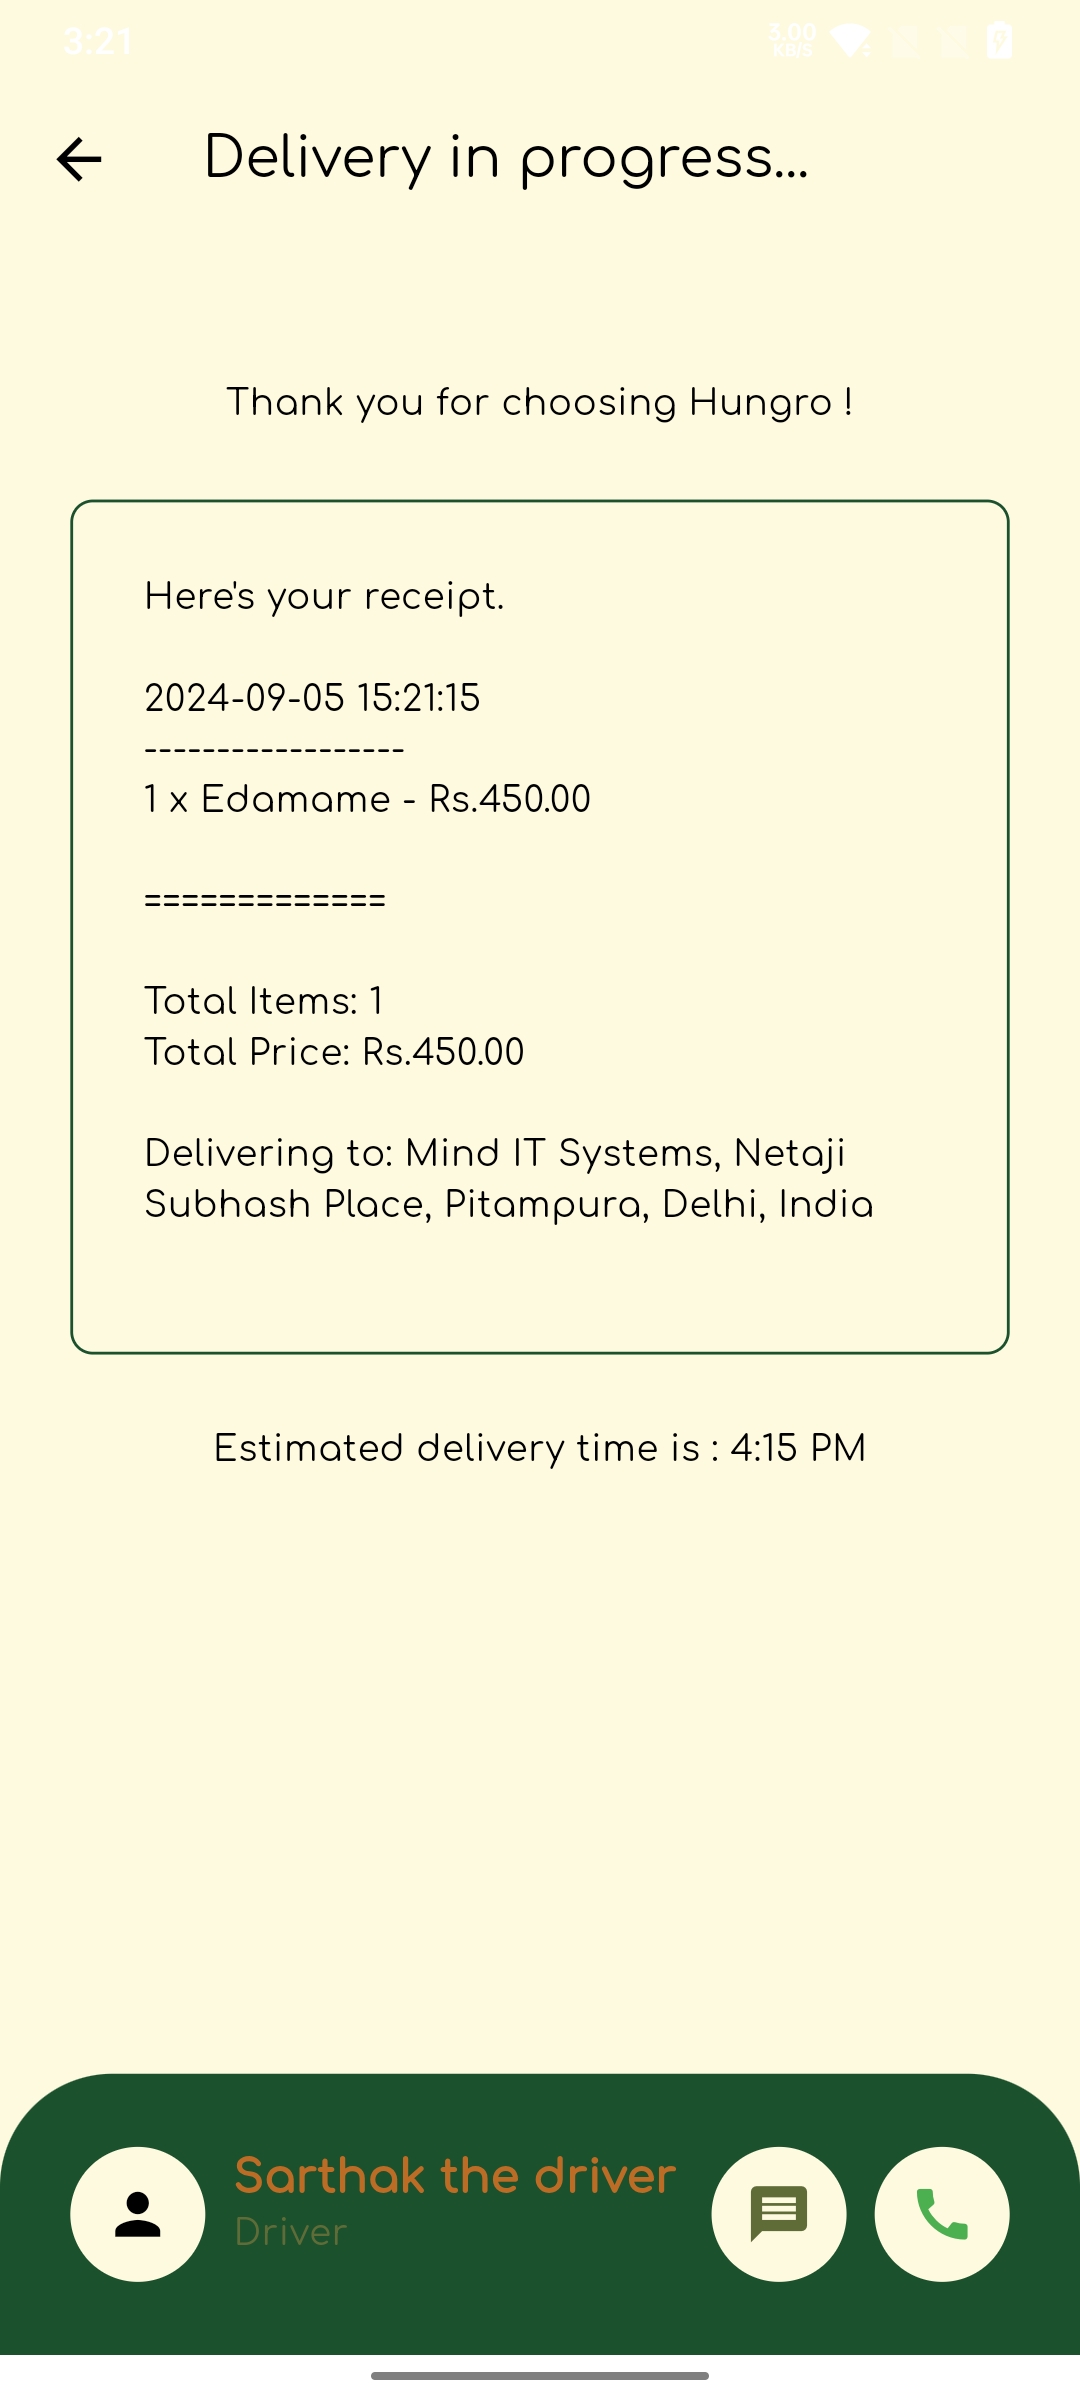 3:21
3.00
KB/S
Delivery in progress...
Thank you for choosing Hungro !
Here's your receipt.
2024-09-05 15:21:15
------------------
1 x Edamame - Rs.450.00
=============
Total Items: 1
Total Price: Rs.450.00
Delivering to: Mind IT Systems, Netaji
Subhash Place, Pitampura, Delhi, India
Estimated delivery time is : 4:15 PM
Sarthak the driver
Driver